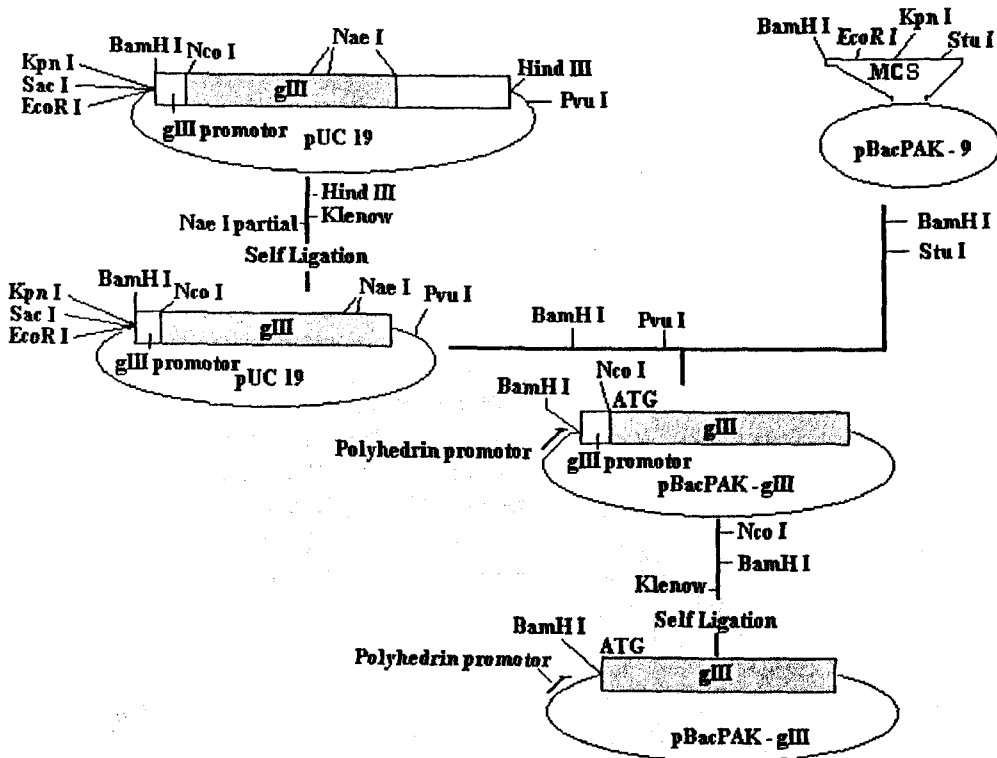 BamH I
Nco I
Nae I
Kpn I
Sac I
EcoR I
gIII
Hind III
Pvu I
gIII promotor
pUC 19
BamH I
EcoR I
Kpn I
Stu I
MCS
pBacPAK - 9
Hind III
Klenow
Nae I partial
Self Ligation
BamH I
Stu I
BamH I
Nco I
Nae I
Pvu I
Kpn I
Sac I
EcoR I
gIII
gIII promotor
pUC 19
BamH I
Pvu I
BamH I
Nco I
ATG
gIII
Polyhedrin promotor
gIII promotor
pBacPAK - gIII
Nco I
BamH I
Klenow
Self Ligation
BamH I
ATG
Polyhedrin promotor
gIII
pBacPAK - gIII